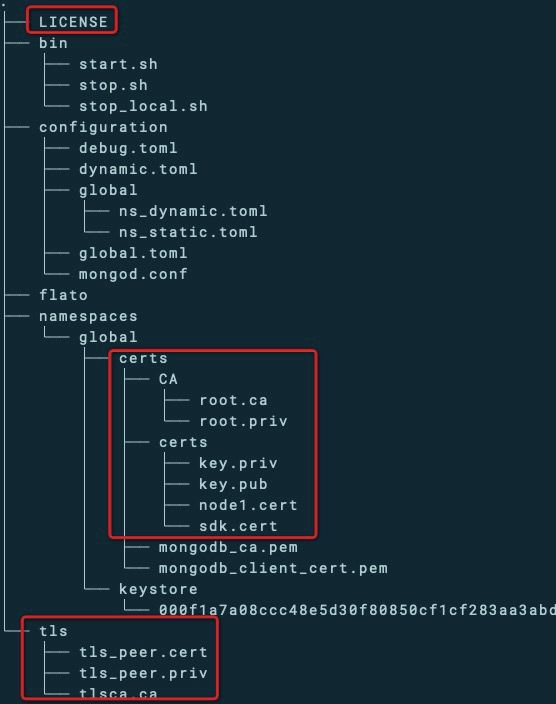 .
LICENSE
bin
start.sh
stop.sh
stop_local.sh
configuration
debug.toml
dynamic.toml
global
ns_dynamic.toml
ns_static.toml
global.toml
mongod.conf
flato
namespaces
global
certs
CA
root.ca
root.priv
certs
key.priv
key.pub
node1.cert
sdk.cert
mongodb_ca.pem
mongodb_client_cert.pem
keystore
000f1a7a08ccc48e5d30f80850cf1cf283aa3abd
tls
tls_peer.cert
tls_peer.priv
tlsca.ca